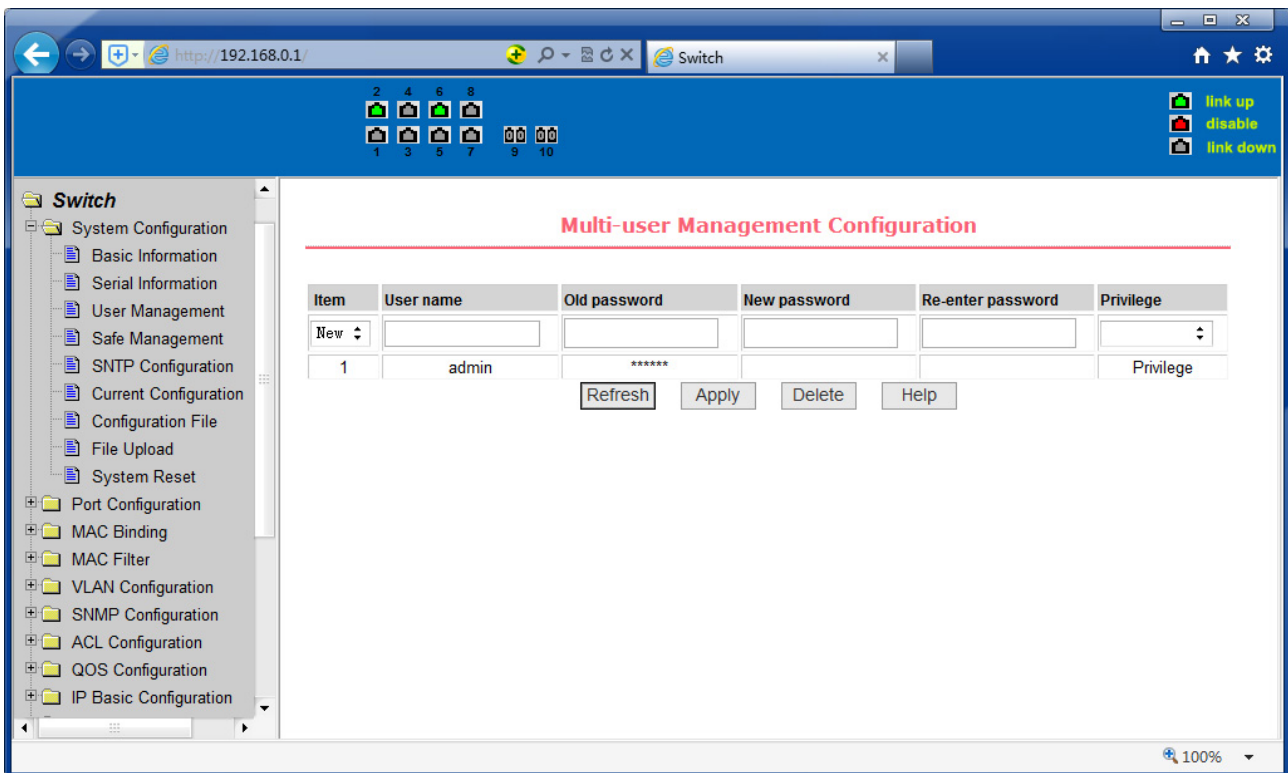 http://192.168.0.1/
Switch
2 4 6 8
1 3 5 7 9 10
link up
disable
link down
Switch
System Configuration
Basic Information
Serial Information
User Management
Safe Management
SNTP Configuration
Current Configuration
Configuration File
File Upload
System Reset
Port Configuration
MAC Binding
MAC Filter
VLAN Configuration
SNMP Configuration
ACL Configuration
QOS Configuration
IP Basic Configuration
Multi-user Management Configuration
Item User name Old password New password Re-enter password Privilege
New
1 admin ****** Privilege
Refresh Apply Delete Help
100%